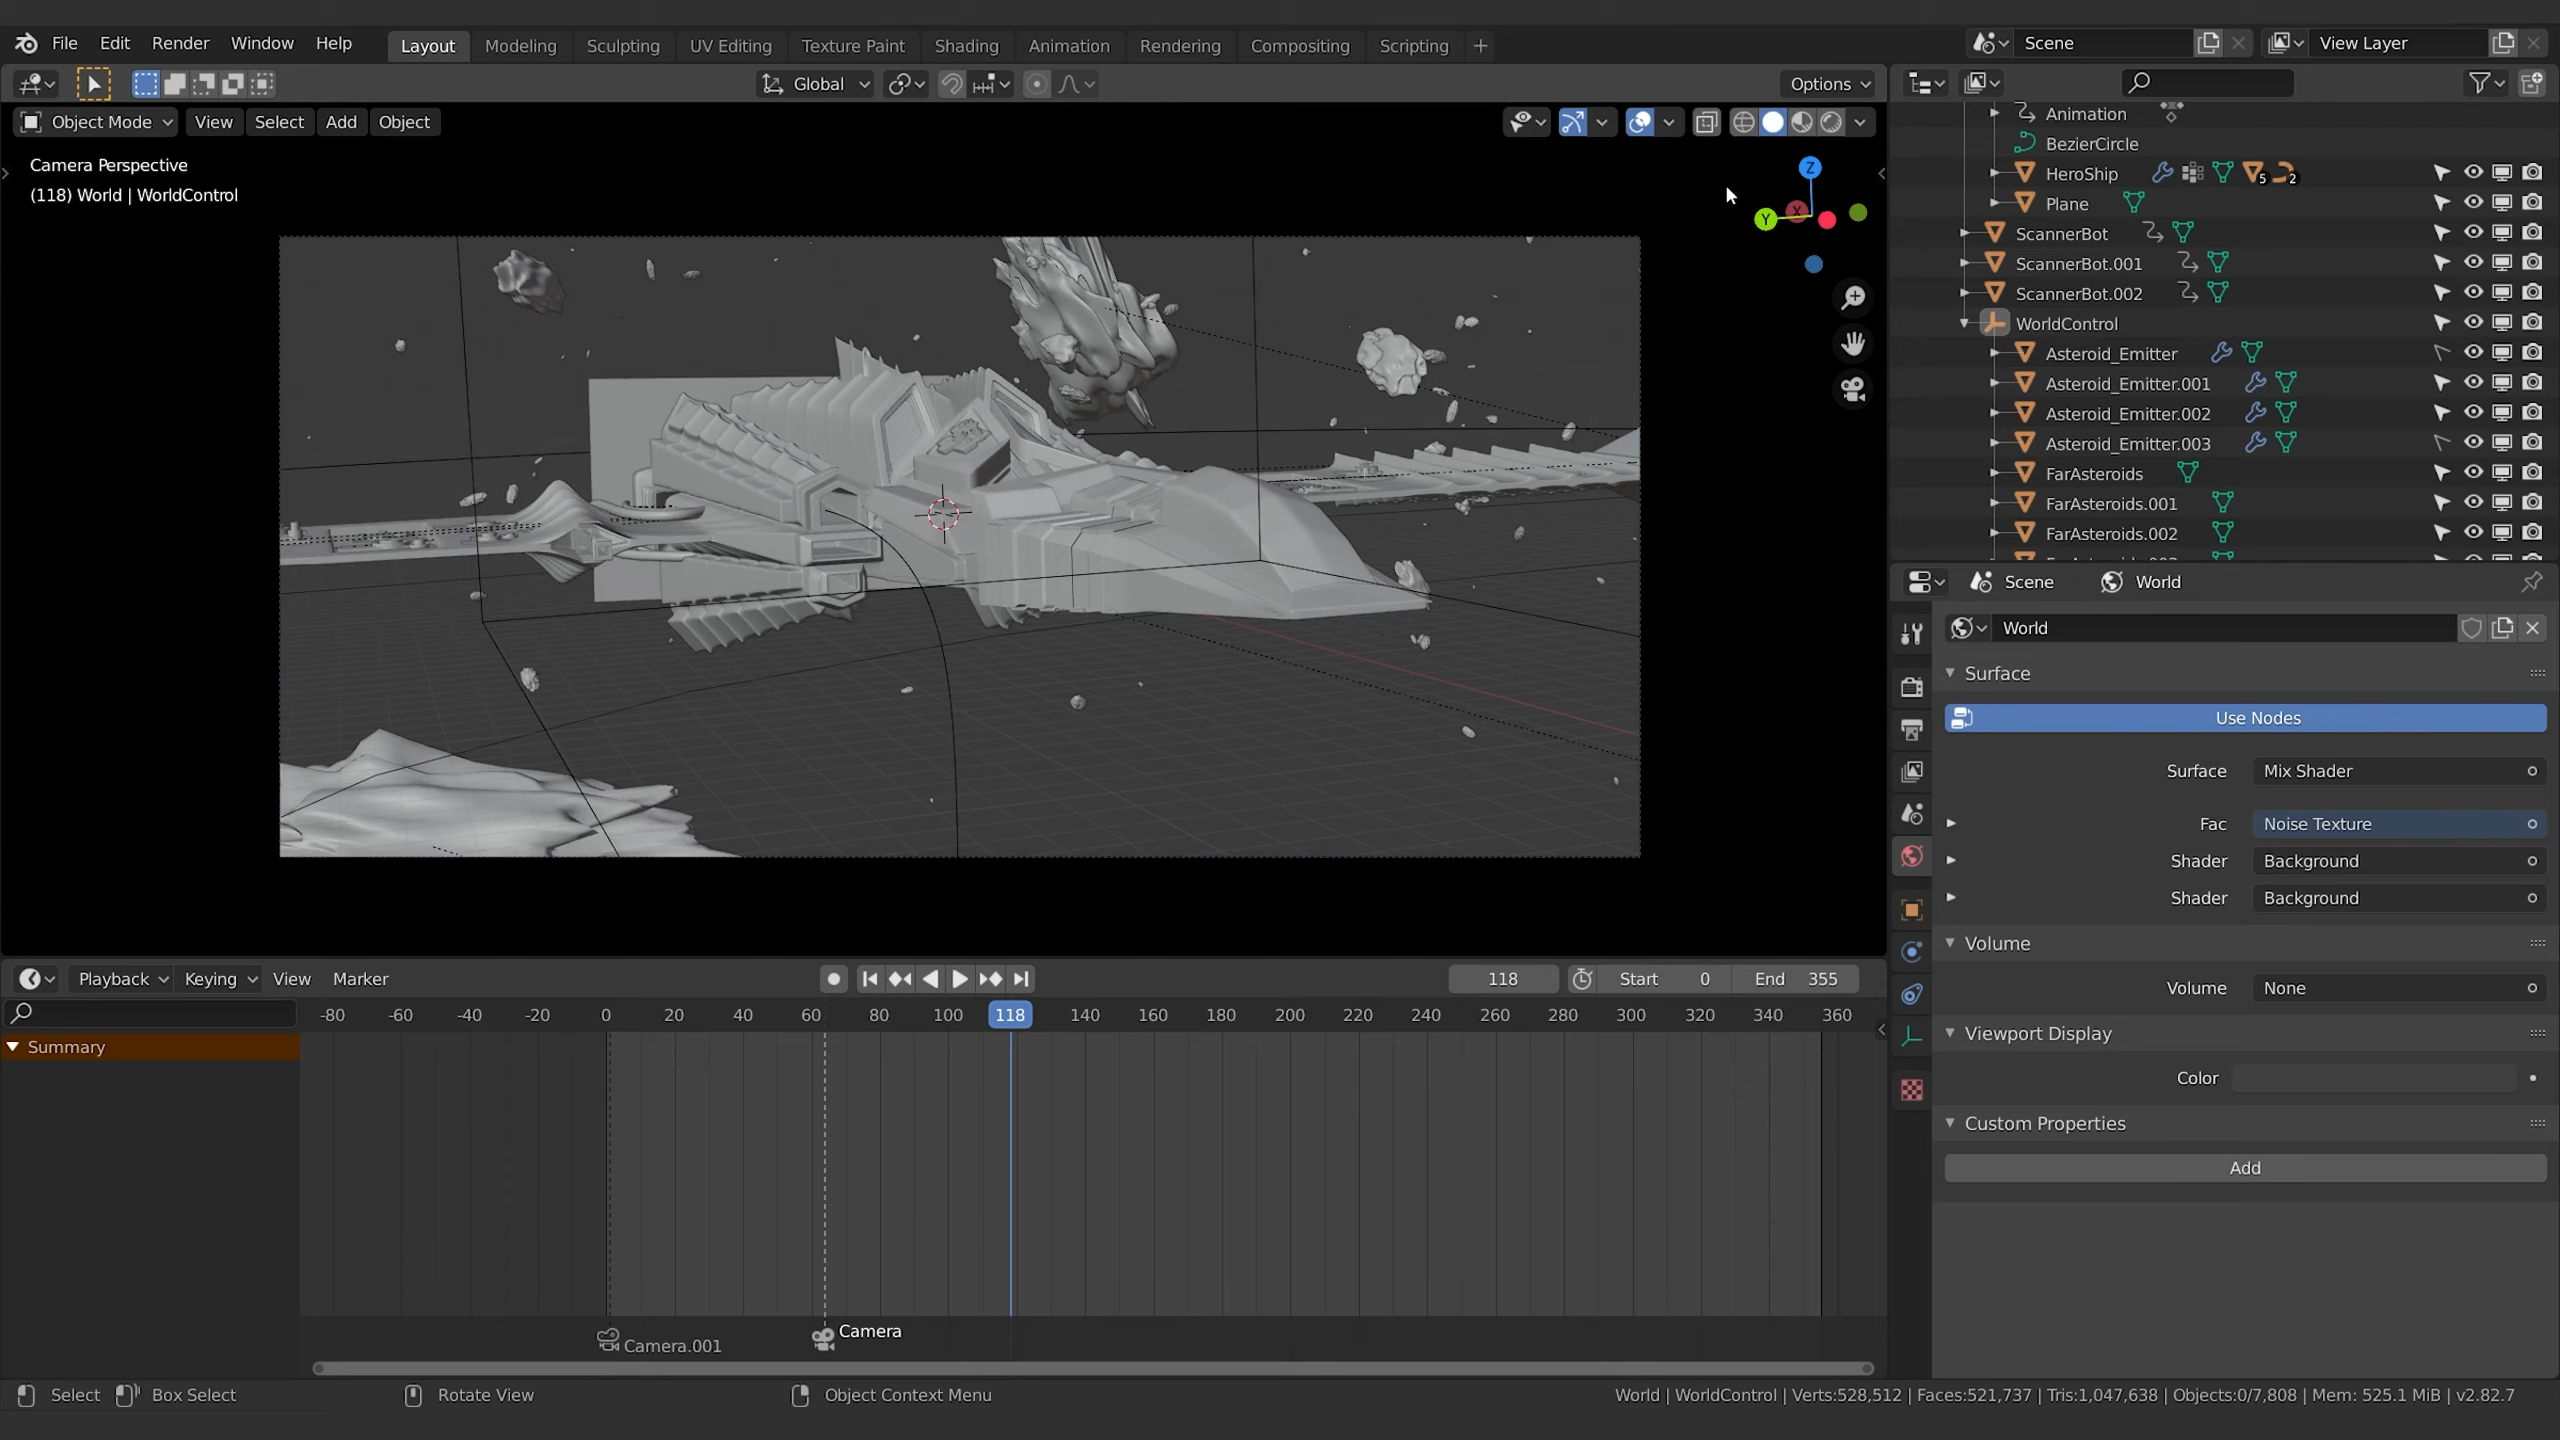 File Edit Render Window Help Layout Modeling Sculpting UV Editing Texture Paint Shading Animation Rendering Compositing Scripting + Scene View Layer
Global Options
Object Mode View Select Add Object
Camera Perspective
(118) World | WorldControl
Z
Y X
Animation
BezierCircle
HeroShip 5 2
Plane
ScannerBot
ScannerBot.001
ScannerBot.002
WorldControl
Asteroid_Emitter
Asteroid_Emitter.001
Asteroid_Emitter.002
Asteroid_Emitter.003
FarAsteroids
FarAsteroids.001
FarAsteroids.002
Scene World
World
Surface
Use Nodes
Surface Mix Shader
Fac Noise Texture
Shader Background
Shader Background
Volume
Volume None
Viewport Display
Color
Custom Properties
Add
Playback Keying View Marker 118 Start 0 End 355
-80 -60 -40 -20 0 20 40 60 80 100 118 140 160 180 200 220 240 260 280 300 320 340 360
Summary
Camera.001 Camera
Select Box Select Rotate View Object Context Menu World | WorldControl | Verts:528,512 | Faces:521,737 | Tris:1,047,638 | Objects:0/7,808 | Mem: 525.1 MiB | v2.82.7